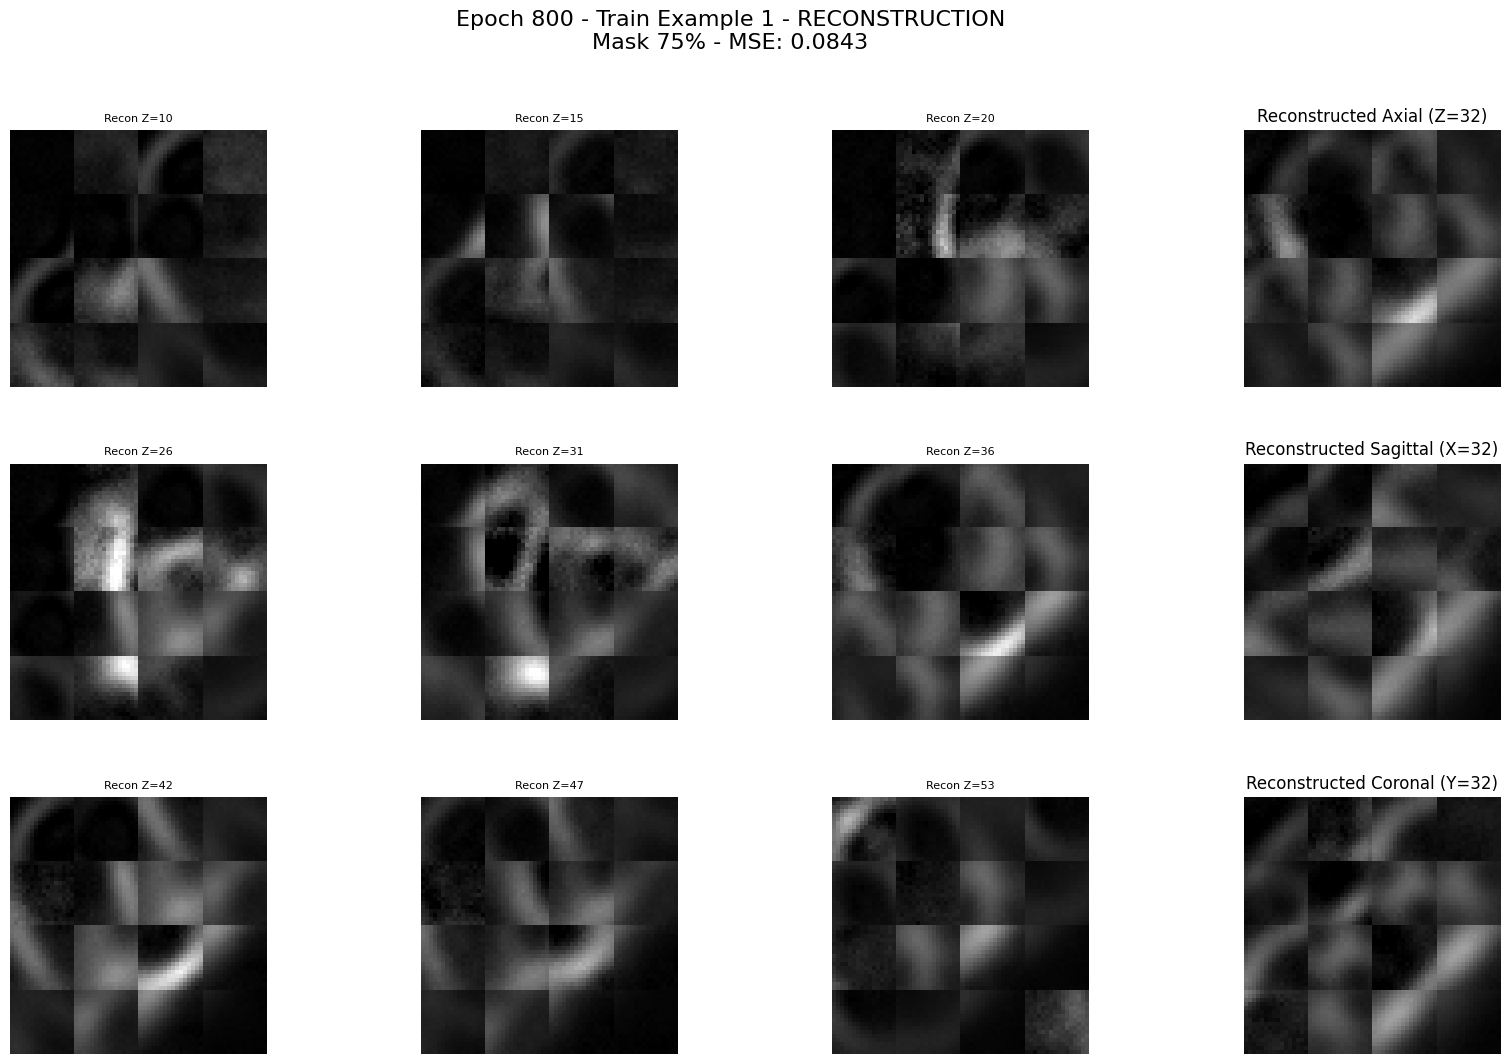 Epoch 800 - Train Example 1 - RECONSTRUCTION
Mask 75% - MSE: 0.0843
Recon Z=10
Recon Z=15
Recon Z=20
Reconstructed Axial (Z=32)
Recon Z=26
Recon Z=31
Recon Z=36
Reconstructed Sagittal (X=32)
Recon Z=42
Recon Z=47
Recon Z=53
Reconstructed Coronal (Y=32)